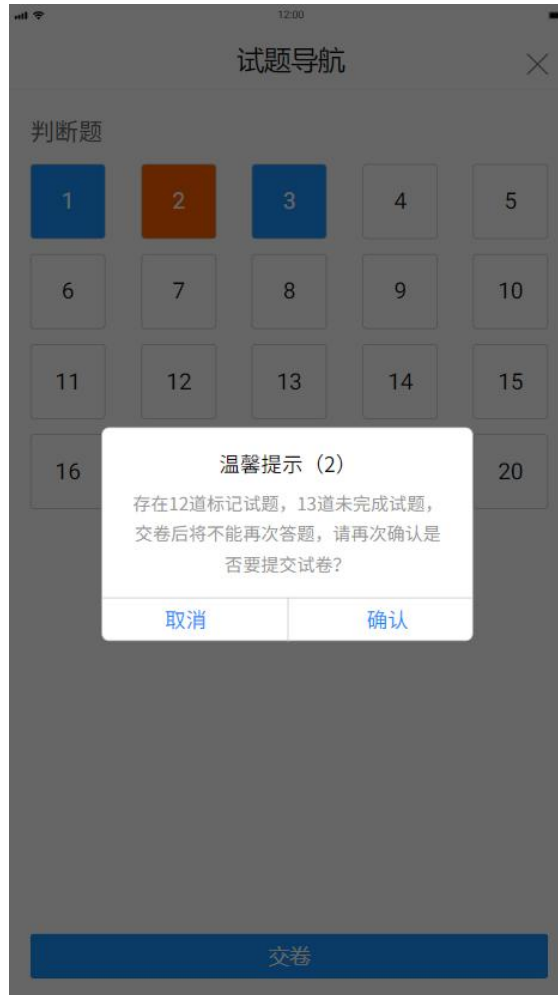 12:00
试题导航
判断题
1 2 3 4 5
6 7 8 9 10
11 12 13 14 15
16 20
温馨提示（2）
存在12道标记试题，13道未完成试题，
交卷后将不能再次答题，请再次确认是
否要提交试卷？
取消 确认
交卷